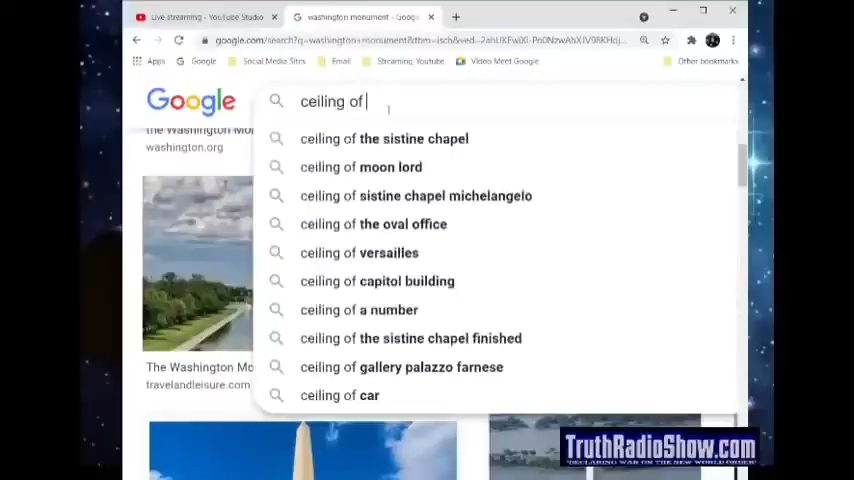 Live streaming - YouTube Studio
washington monument - Goog
google.com/search?q=washington+monument&tbm=isch&ved=2ahUKEwiXi-Po0NzwAhXJV98KHdj...
Apps Google Social Media Sites Email Streaming Youtube Video Meet Google Other bookmarks
Google
ceiling of
the Washington Mo
washington.org
ceiling of the sistine chapel
ceiling of moon lord
ceiling of sistine chapel michelangelo
ceiling of the oval office
ceiling of versailles
ceiling of capitol building
ceiling of a number
ceiling of the sistine chapel finished
ceiling of gallery palazzo farnese
ceiling of car
The Washington Mo
travelandleisure.com
TruthRadioShow.com
"DECLARING WAR ON THE NEW WORLD ORDER"